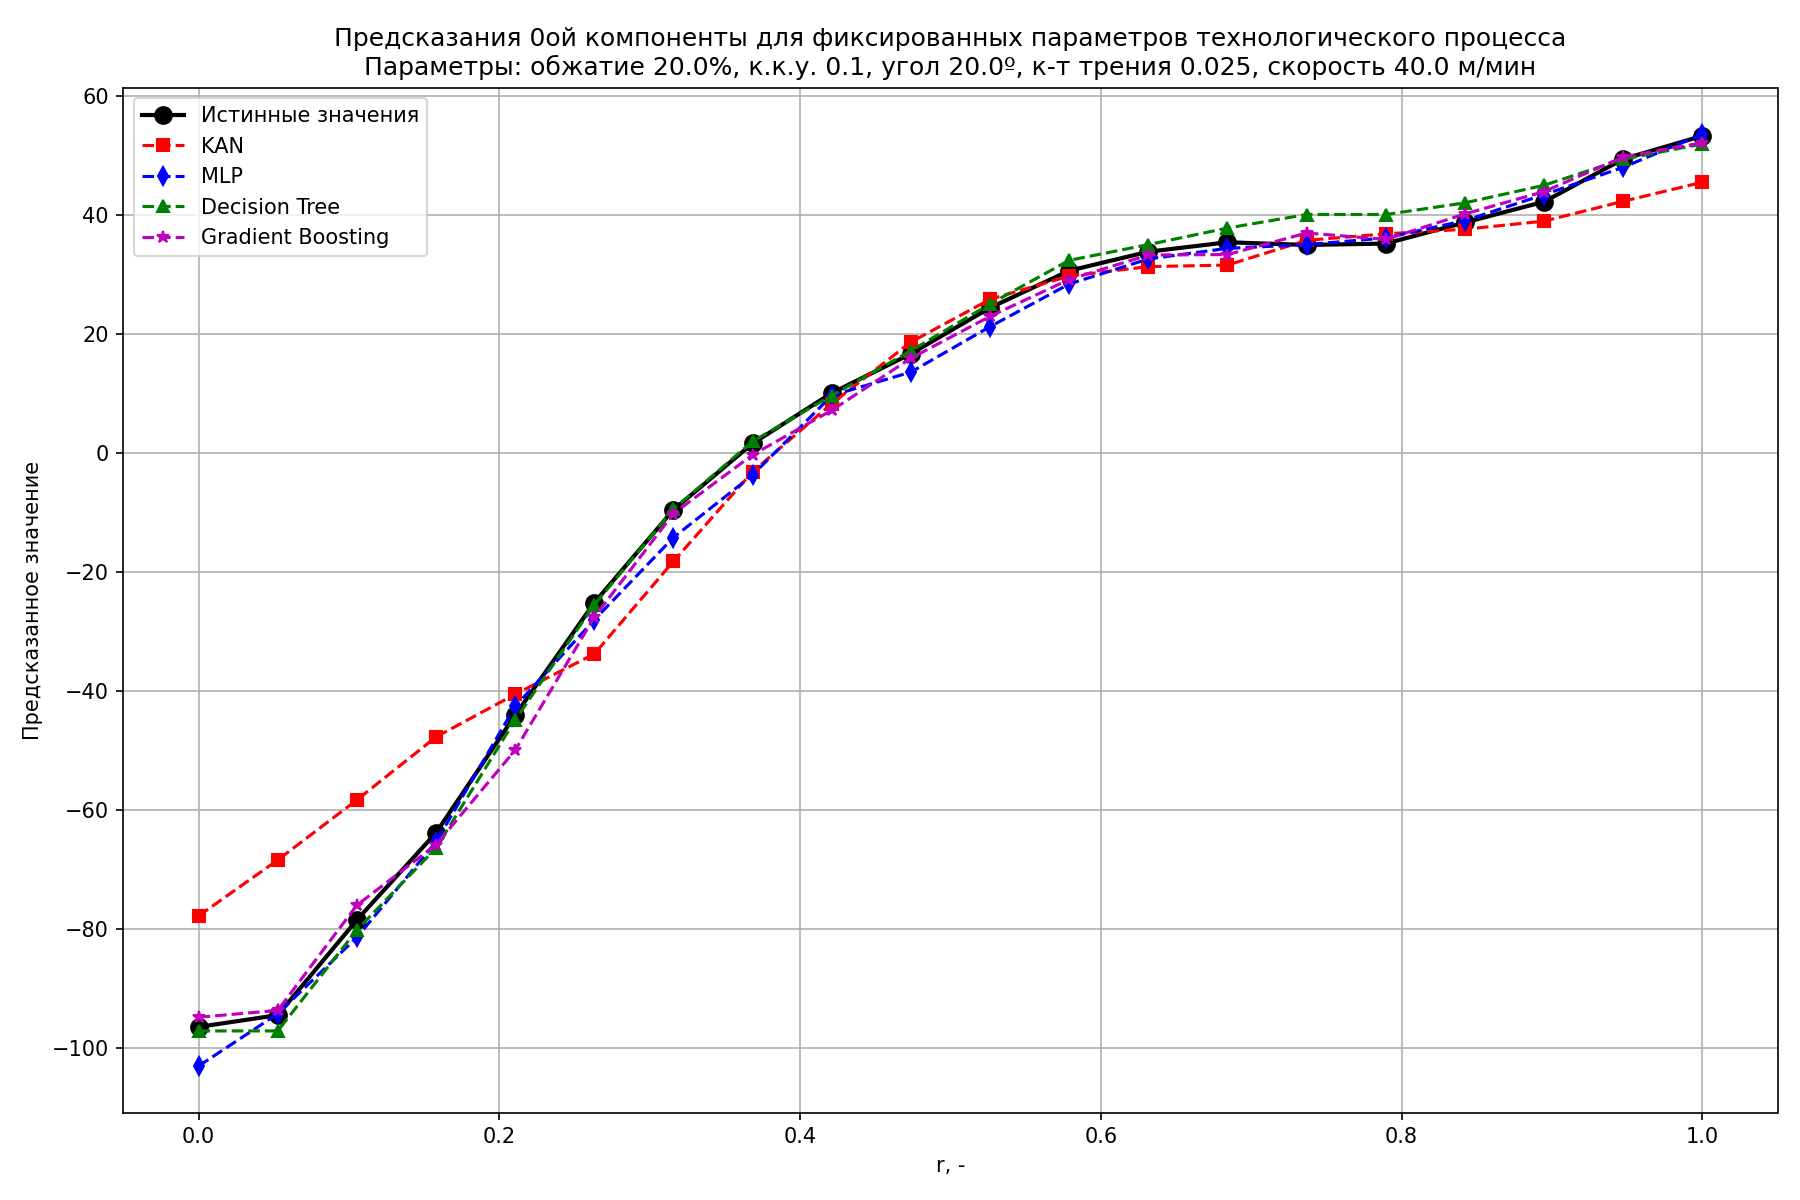 Предсказания 0ой компоненты для фиксированных параметров технологического процесса
Параметры: обжатие 20.0%, к.к.у. 0.1, угол 20.0º, к-т трения 0.025, скорость 40.0 м/мин
Истинные значения
KAN
MLP
Decision Tree
Gradient Boosting
Предсказанное значение
60
40
20
0
−20
−40
−60
−80
−100
0.0 0.2 0.4 0.6 0.8 1.0
r, -